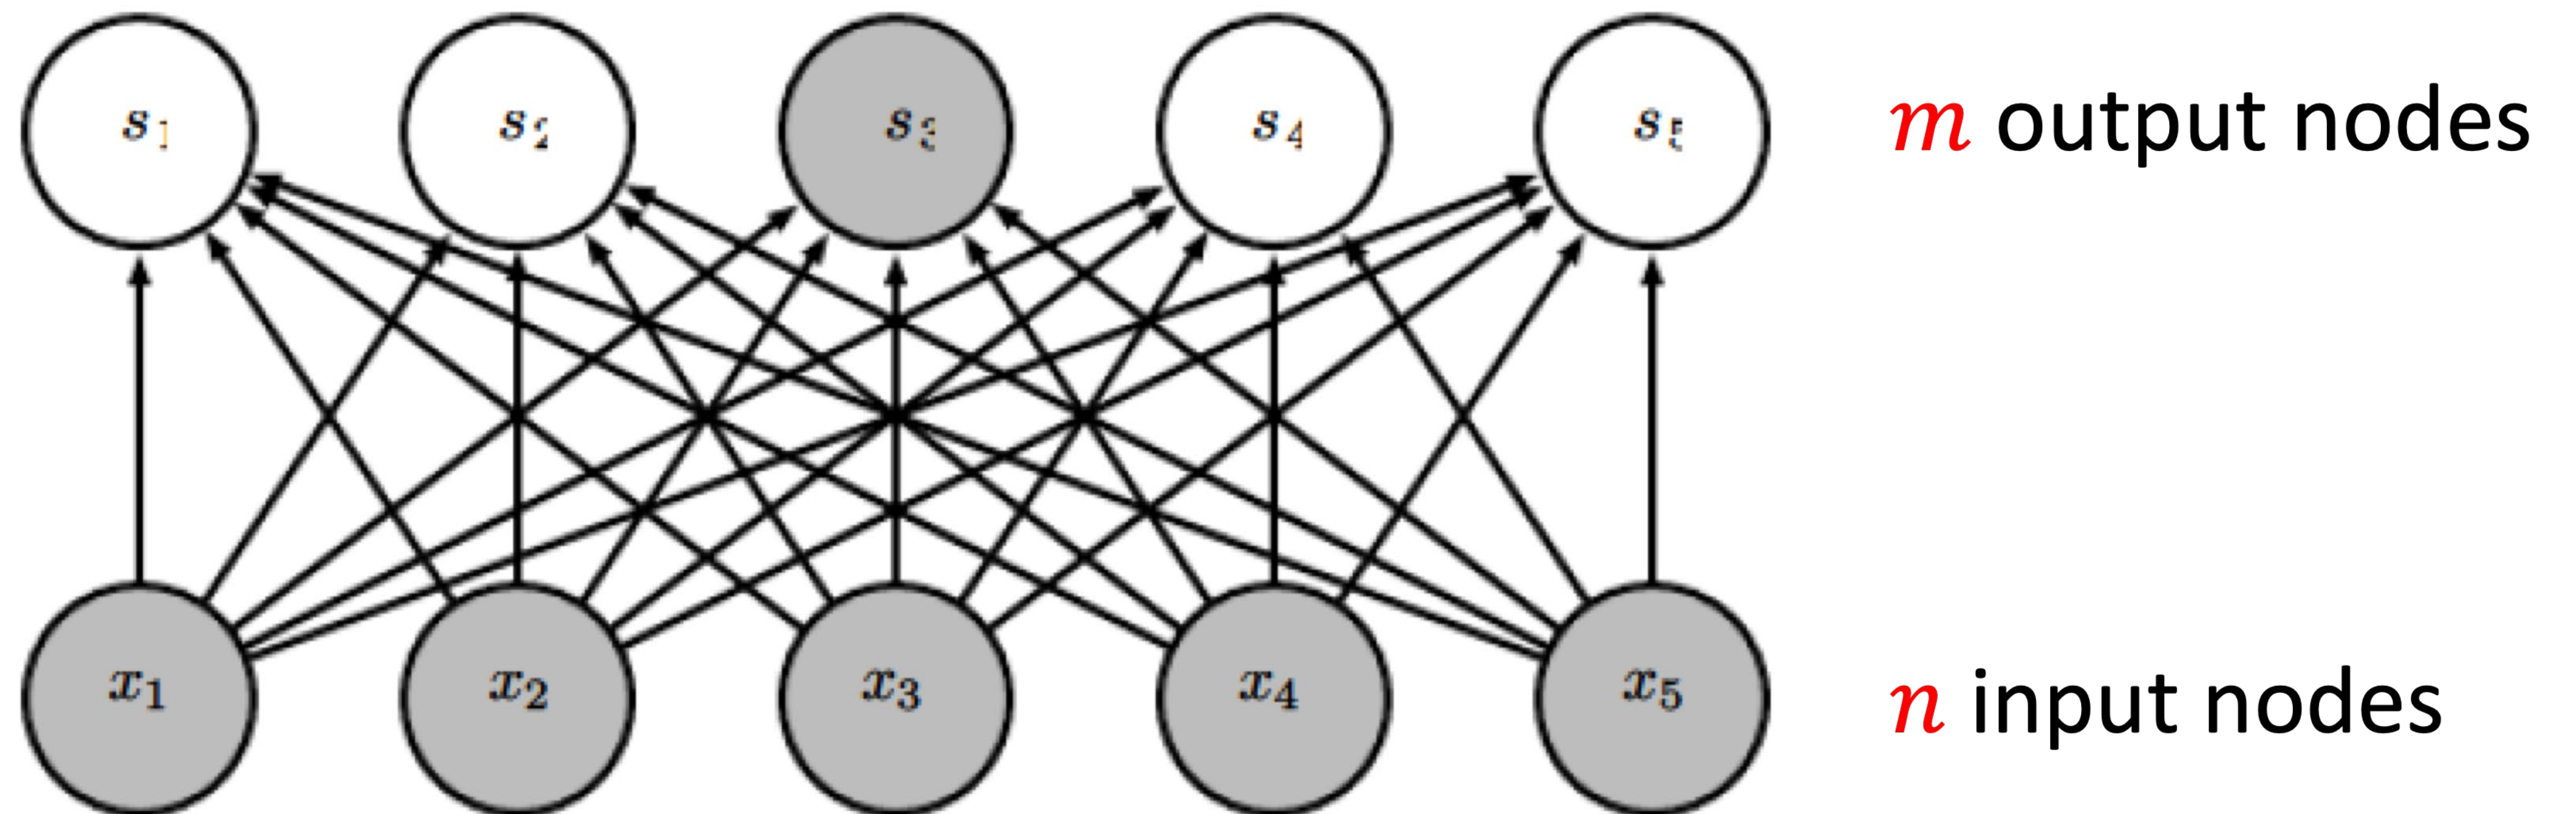 s1 s2 s3 s4 s5 m output nodes
x1 x2 x3 x4 x5 n input nodes